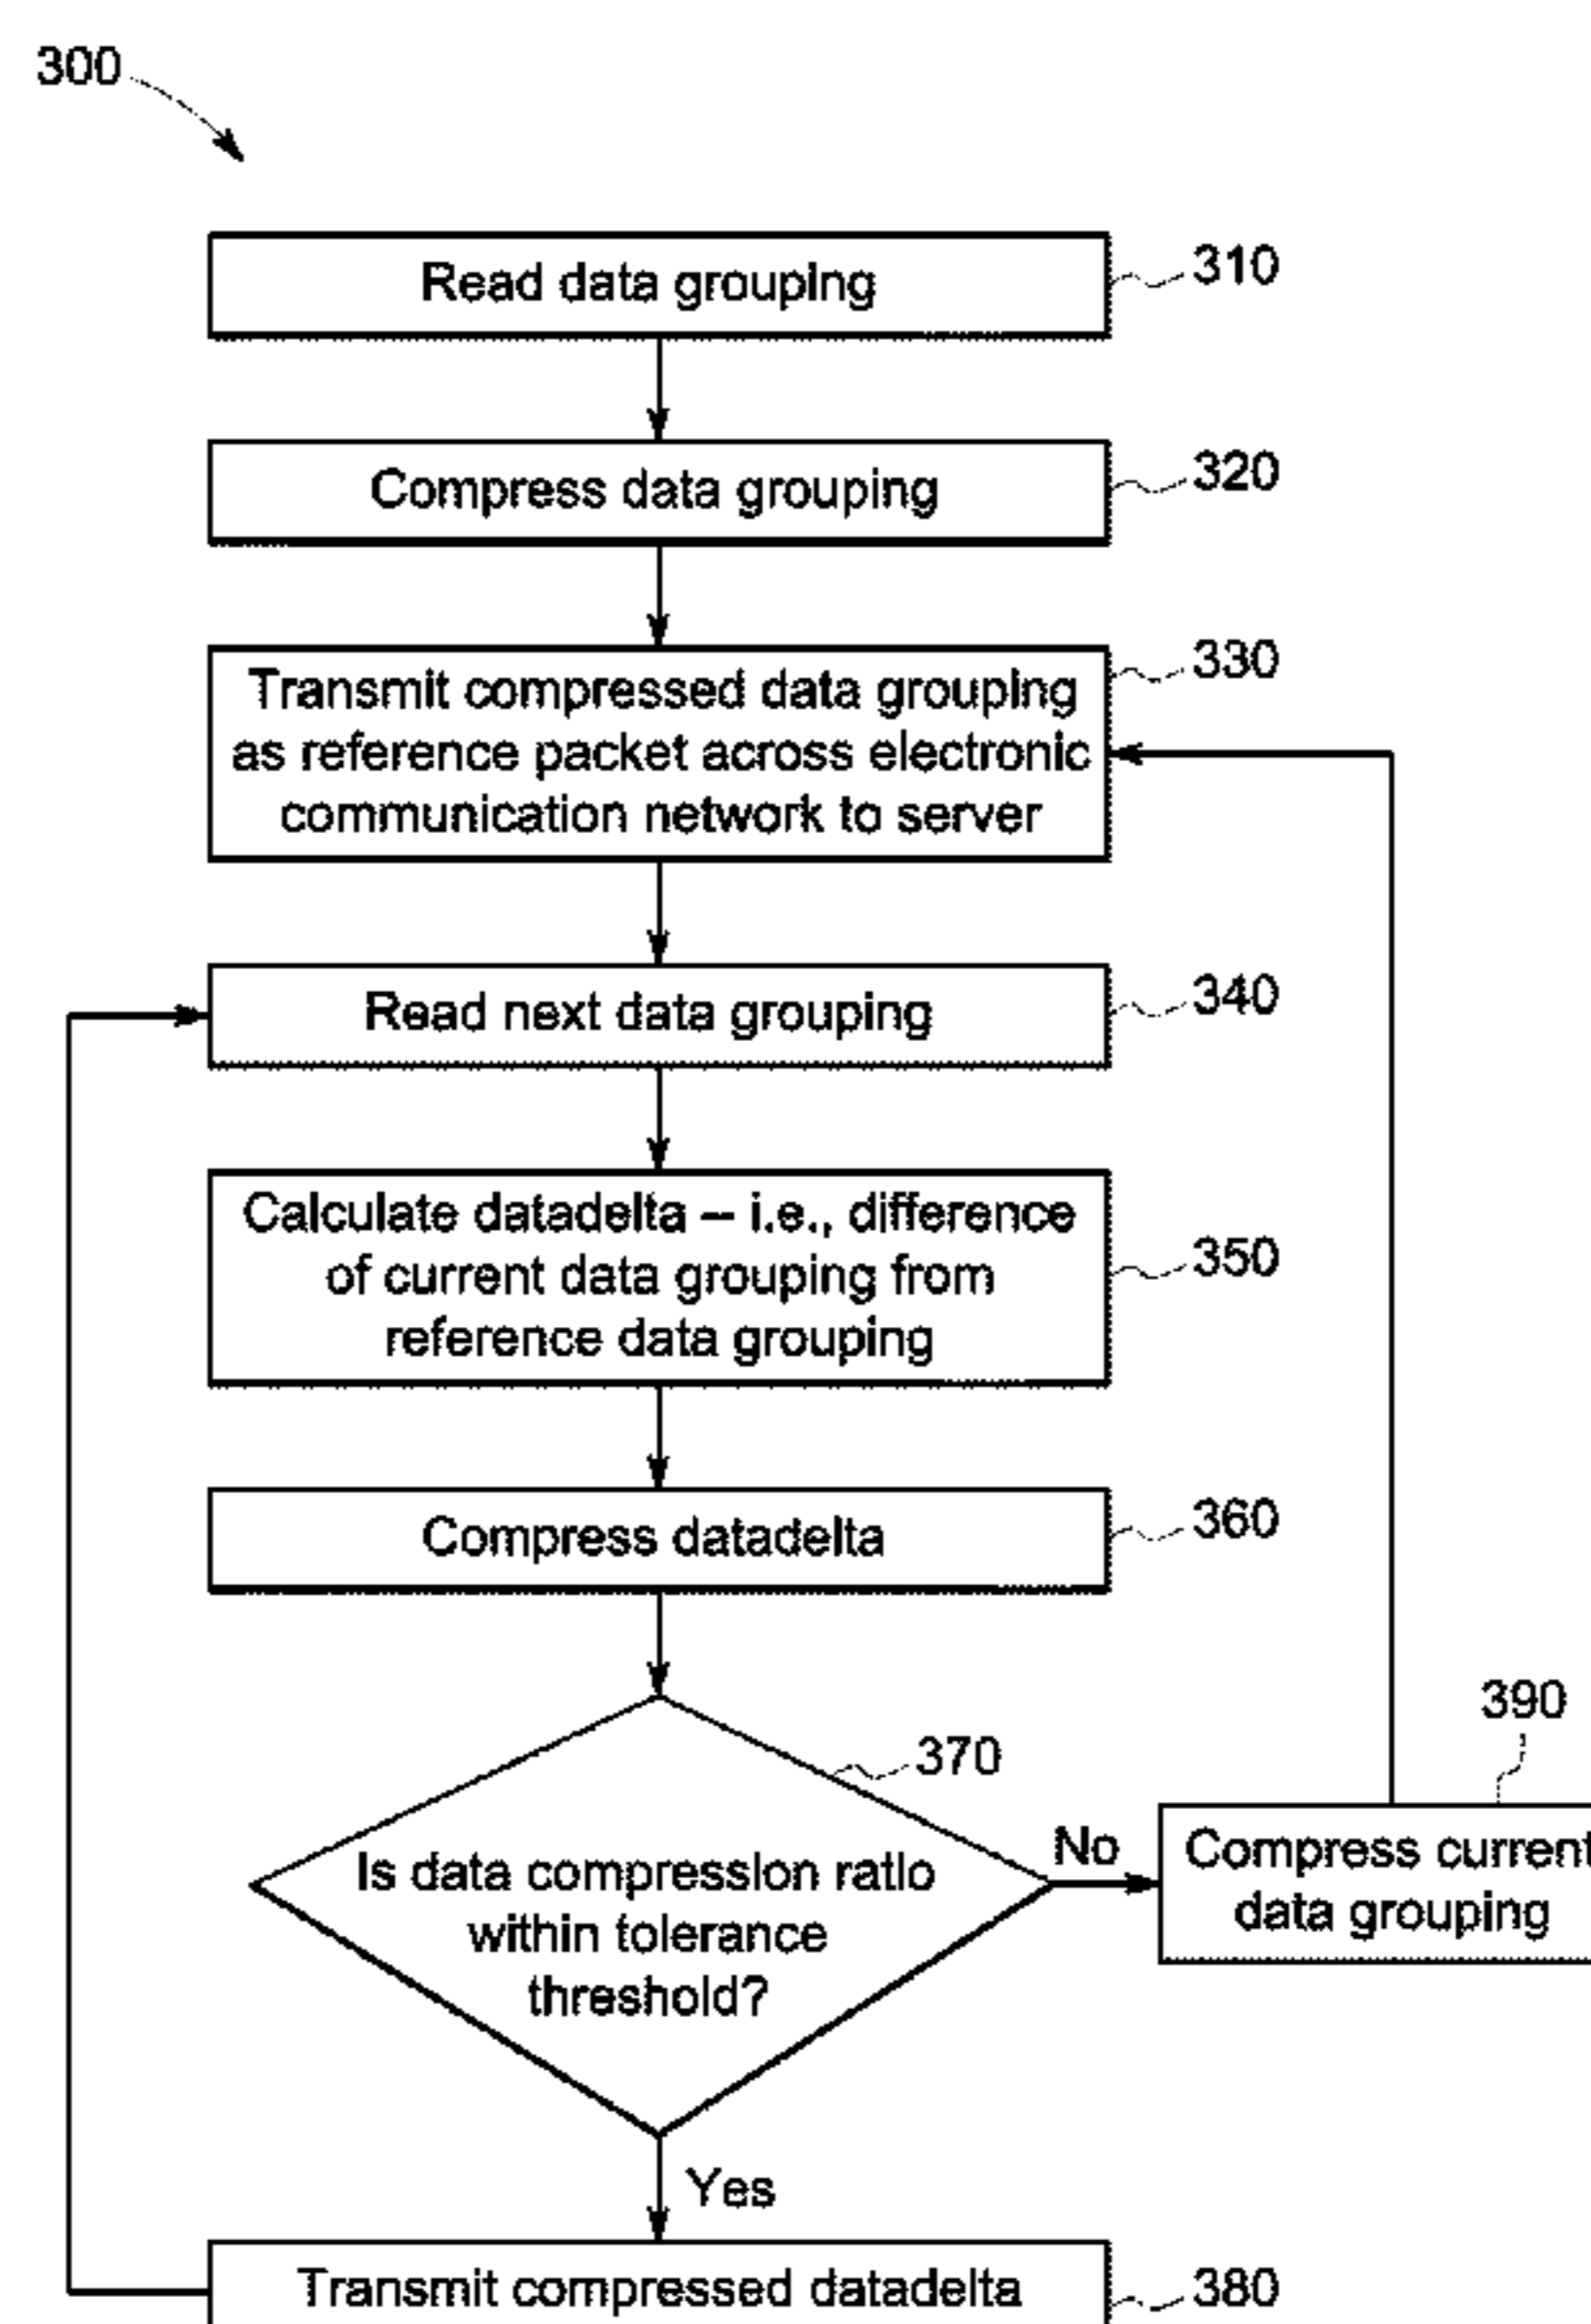 300
Read data grouping
310
Compress data grouping
320
Transmit compressed data grouping
as reference packet across electronic
communication network to server
330
Read next data grouping
340
Calculate datadelta – i.e., difference
of current data grouping from
reference data grouping
350
Compress datadelta
360
370
Is data compression ratio
within tolerance
threshold?
No
390
Compress current
data grouping
Yes
Transmit compressed datadelta
380